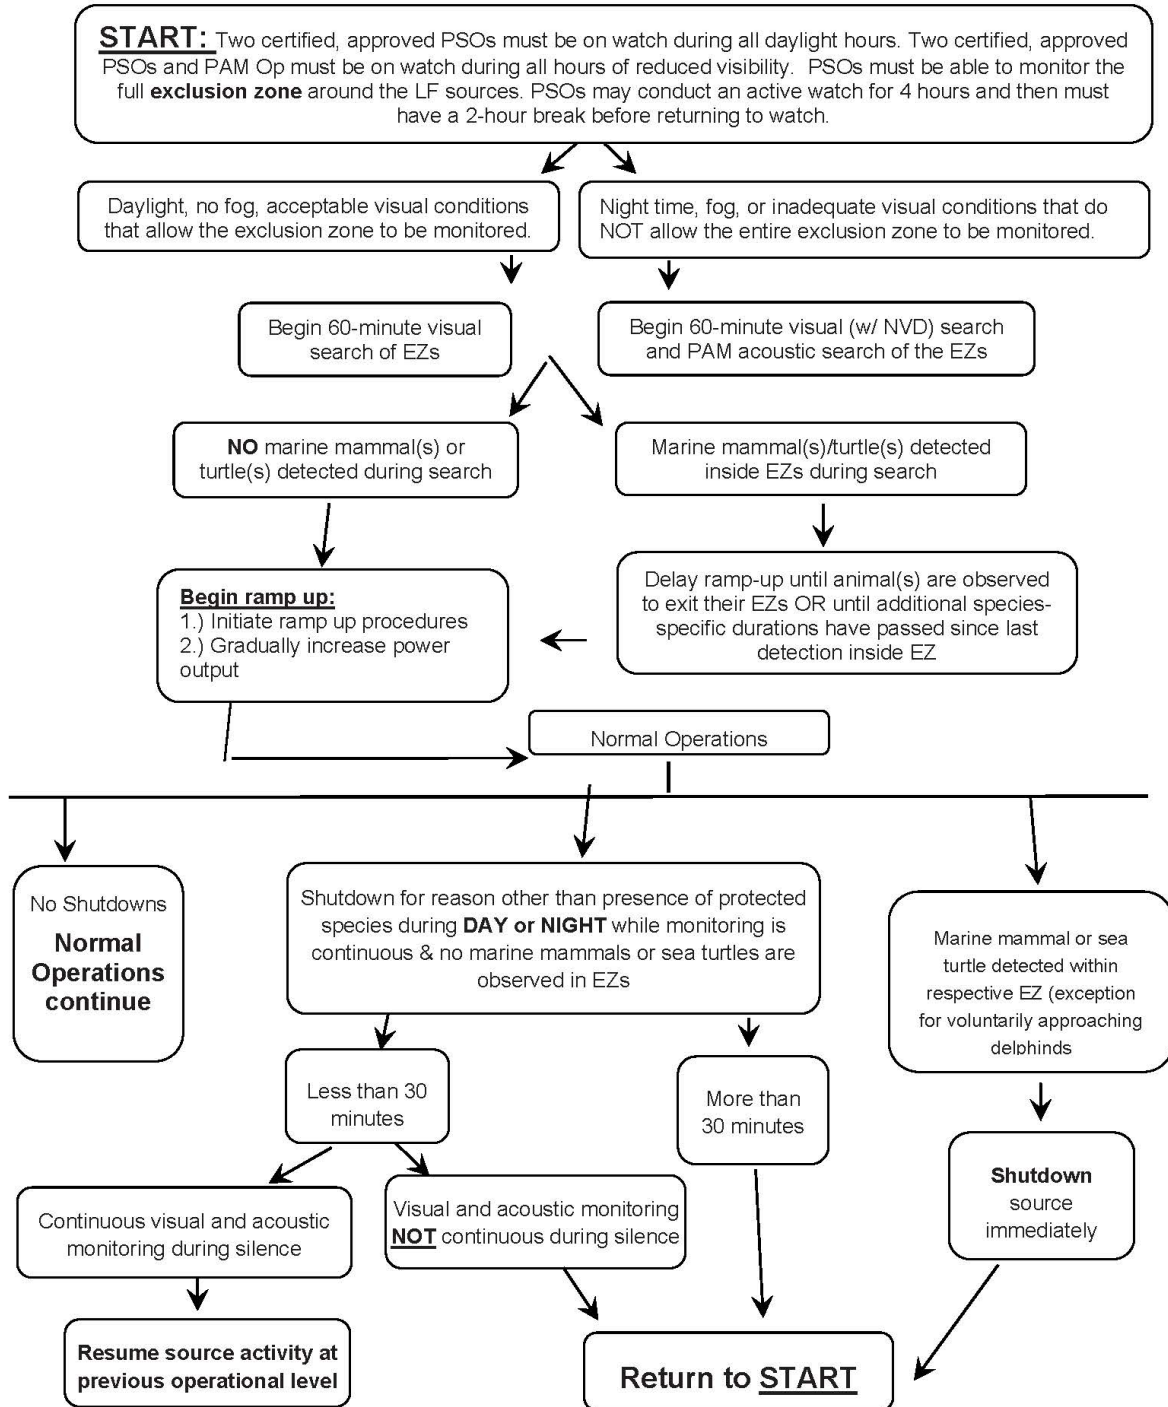 START: Two certified, approved PSOs must be on watch during all daylight hours. Two certified, approved
PSOs and PAM Op must be on watch during all hours of reduced visibility. PSOs must be able to monitor the
full exclusion zone around the LF sources. PSOs may conduct an active watch for 4 hours and then must
have a 2-hour break before returning to watch.
Daylight, no fog, acceptable visual conditions
that allow the exclusion zone to be monitored.
Night time, fog, or inadequate visual conditions that do
NOT allow the entire exclusion zone to be monitored.
Begin 60-minute visual
search of EZs
Begin 60-minute visual (w/ NVD) search
and PAM acoustic search of the EZs
NO marine mammal(s) or
turtle(s) detected during search
Marine mammal(s)/turtle(s) detected
inside EZs during search
Begin ramp up:
1.) Initiate ramp up procedures
2.) Gradually increase power
output
Delay ramp-up until animal(s) are observed
to exit their EZs OR until additional species-
specific durations have passed since last
detection inside EZ
Normal Operations
No Shutdowns
Normal
Operations
continue
Shutdown for reason other than presence of protected
species during DAY or NIGHT while monitoring is
continuous & no marine mammals or sea turtles are
observed in EZs
Marine mammal or sea
turtle detected within
respective EZ (exception
for voluntarily approaching
delphinds
Less than 30
minutes
More than
30 minutes
Shutdown
source
immediately
Continuous visual and acoustic
monitoring during silence
Visual and acoustic monitoring
NOT continuous during silence
Resume source activity at
previous operational level
Return to START